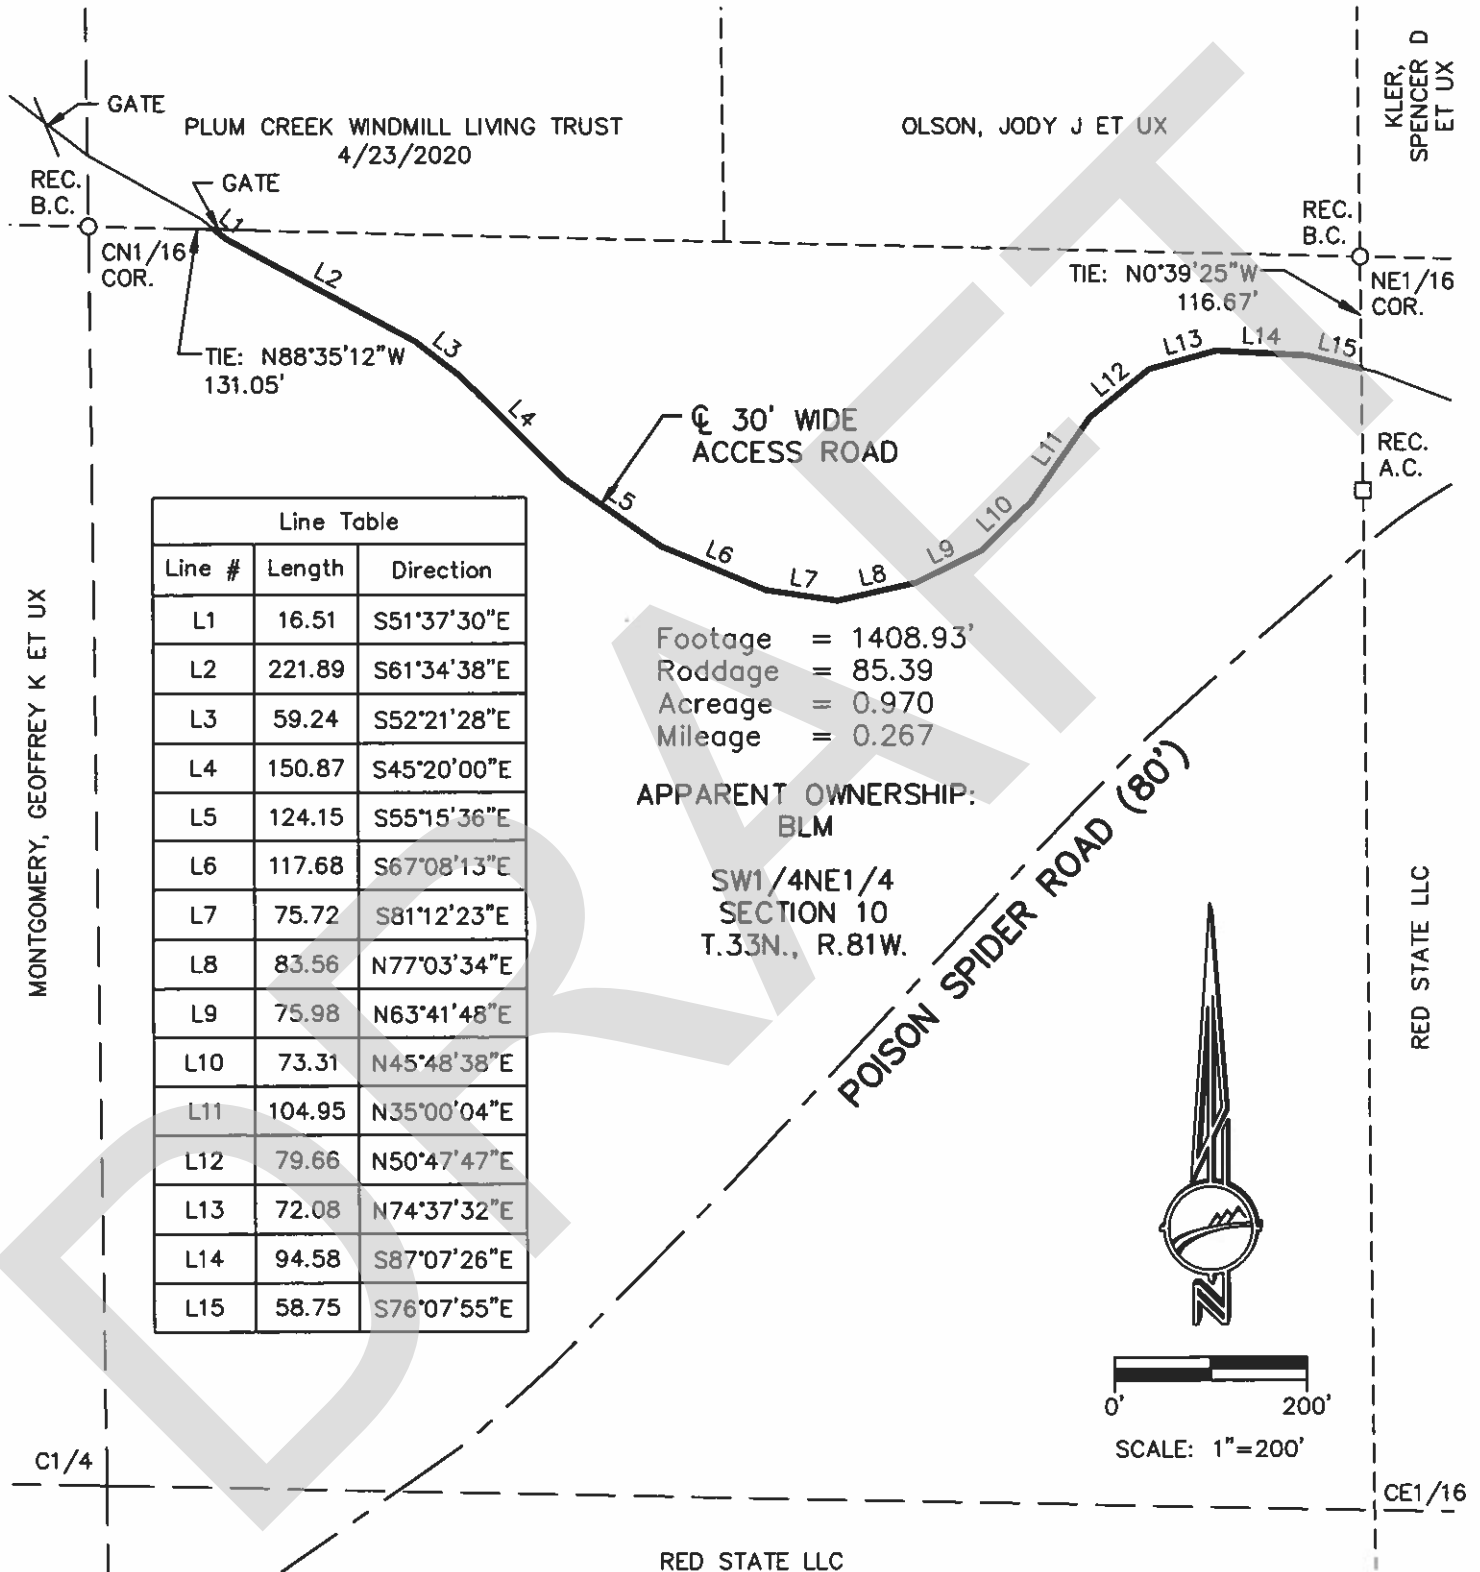 GATE
PLUM CREEK WINDMILL LIVING TRUST
4/23/2020
OLSON, JODY J ET UX
KLER,
SPENCER D
ET UX
REC.
B.C.
GATE
CN1/16
COR.
REC.
B.C.
TIE: N0°39'25"W
116.67'
NE1/16
COR.
TIE: N88°35'12"W
131.05'
L1
L2
L3
L4
L5
L6
L7
L8
L9
L10
L11
L12
L13
L14
L15
℄ 30' WIDE
ACCESS ROAD
REC.
A.C.
Line Table
Line # Length Direction
L1 16.51 S51°37'30"E
L2 221.89 S61°34'38"E
L3 59.24 S52°21'28"E
L4 150.87 S45°20'00"E
L5 124.15 S55°15'36"E
L6 117.68 S67°08'13"E
L7 75.72 S81°12'23"E
L8 83.56 N77°03'34"E
L9 75.98 N63°41'48"E
L10 73.31 N45°48'38"E
L11 104.95 N35°00'04"E
L12 79.66 N50°47'47"E
L13 72.08 N74°37'32"E
L14 94.58 S87°07'26"E
L15 58.75 S76°07'55"E
Footage = 1408.93'
Roddage = 85.39
Acreage = 0.970
Mileage = 0.267
APPARENT OWNERSHIP:
BLM
SW1/4NE1/4
SECTION 10
T.33N., R.81W.
MONTGOMERY, GEOFFREY K ET UX
POISON SPIDER ROAD (80')
RED STATE LLC
N
0' 200'
SCALE: 1"=200'
C1/4
CE1/16
RED STATE LLC
DRAFT